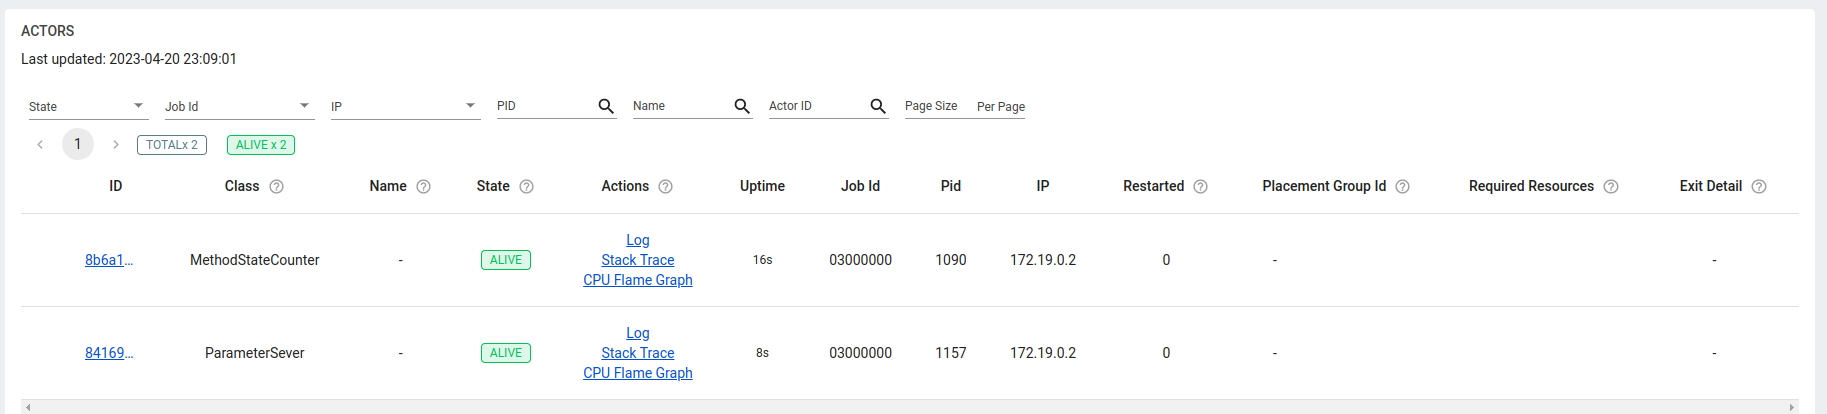 ACTORS
Last updated: 2023-04-20 23:09:01
State Job Id IP PID Name Actor ID Page Size Per Page
1 TOTALx 2 ALIVE x 2
ID Class Name State Actions Uptime Job Id Pid IP Restarted Placement Group Id Required Resources Exit Detail
Log
8b6a1... MethodStateCounter - ALIVE Stack Trace 16s 03000000 1090 172.19.0.2 0 - -
CPU Flame Graph
Log
84169... ParameterSever - ALIVE Stack Trace 8s 03000000 1157 172.19.0.2 0 - -
CPU Flame Graph